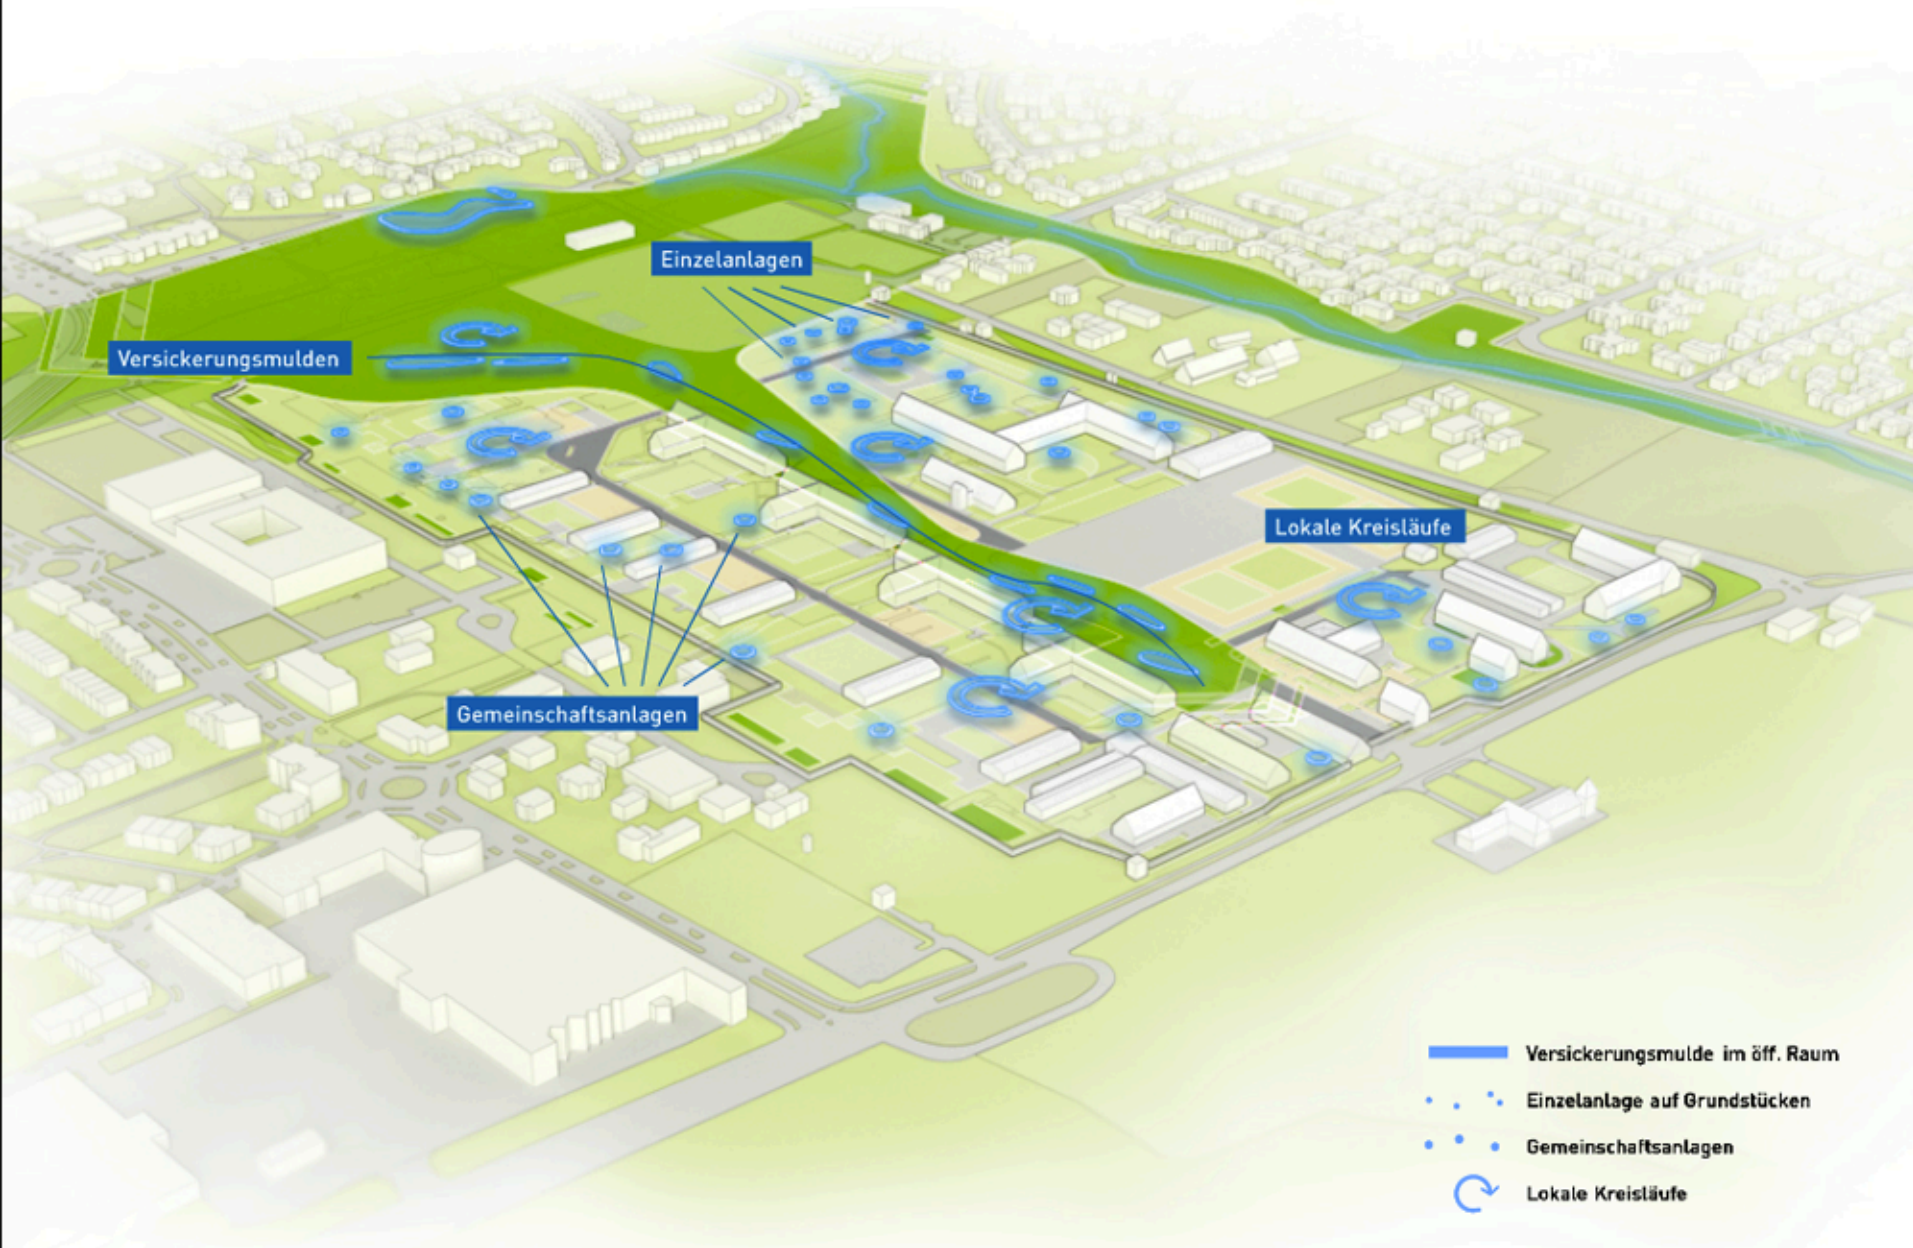 Einzelanlagen
Versickerungsmulden
Lokale Kreisläufe
Gemeinschaftsanlagen
Versickerungsmulde im öff. Raum
Einzelanlage auf Grundstücken
Gemeinschaftsanlagen
Lokale Kreisläufe